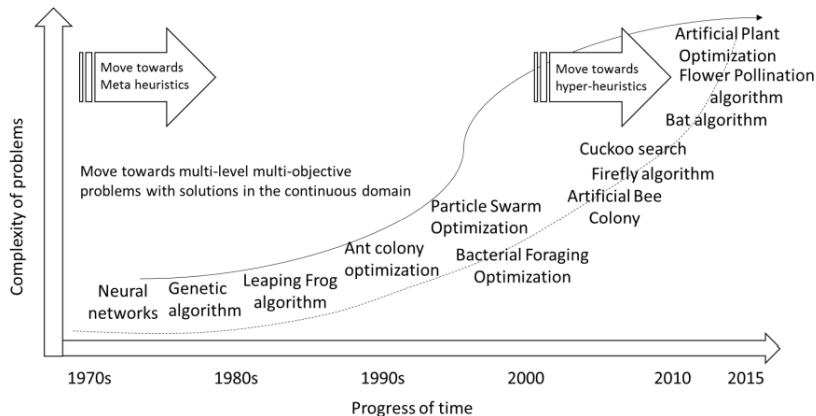 Artificial Plant
Optimization
Flower Pollination
algorithm
Bat algorithm
Move towards
Meta heuristics
Move towards
hyper-heuristics
Cuckoo search
Firefly algorithm
Artificial Bee
Colony
Move towards multi-level multi-objective
problems with solutions in the continuous domain
Particle Swarm
Optimization
Ant colony
optimization
Bacterial Foraging
Optimization
Leaping Frog
algorithm
Genetic
algorithm
Neural
networks
Complexity of problems
1970s 1980s 1990s 2000 2010 2015
Progress of time